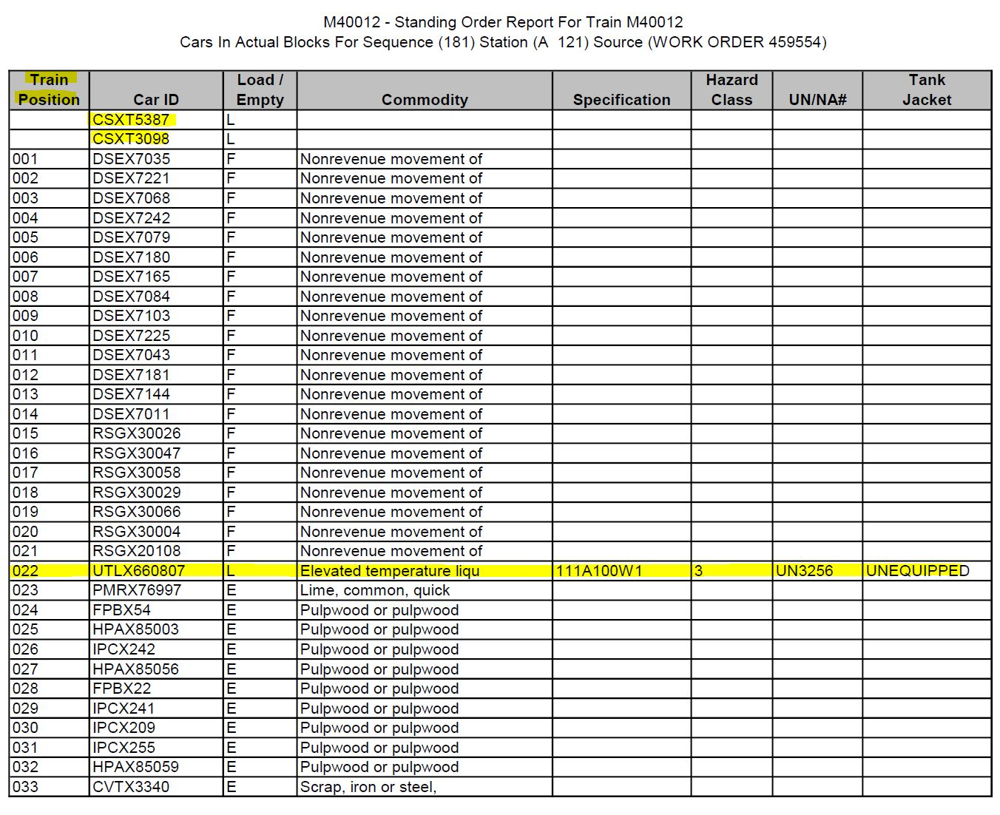 M40012 - Standing Order Report For Train M40012
Cars In Actual Blocks For Sequence (181) Station (A 121) Source (WORK ORDER 459554)
Train Position Car ID Load / Empty Commodity Specification Hazard Class UN/NA# Tank Jacket
CSXT5387 L
CSXT3098 L
001 DSEX7035 F Nonrevenue movement of
002 DSEX7221 F Nonrevenue movement of
003 DSEX7068 F Nonrevenue movement of
004 DSEX7242 F Nonrevenue movement of
005 DSEX7079 F Nonrevenue movement of
006 DSEX7180 F Nonrevenue movement of
007 DSEX7165 F Nonrevenue movement of
008 DSEX7084 F Nonrevenue movement of
009 DSEX7103 F Nonrevenue movement of
010 DSEX7225 F Nonrevenue movement of
011 DSEX7043 F Nonrevenue movement of
012 DSEX7181 F Nonrevenue movement of
013 DSEX7144 F Nonrevenue movement of
014 DSEX7011 F Nonrevenue movement of
015 RSGX30026 F Nonrevenue movement of
016 RSGX30047 F Nonrevenue movement of
017 RSGX30058 F Nonrevenue movement of
018 RSGX30029 F Nonrevenue movement of
019 RSGX30066 F Nonrevenue movement of
020 RSGX30004 F Nonrevenue movement of
021 RSGX20108 F Nonrevenue movement of
022 UTLX660807 L Elevated temperature liqu 111A100W1 3 UN3256 UNEQUIPPED
023 PMRX76997 E Lime, common, quick
024 FPBX54 E Pulpwood or pulpwood
025 HPAX85003 E Pulpwood or pulpwood
026 IPCX242 E Pulpwood or pulpwood
027 HPAX85056 E Pulpwood or pulpwood
028 FPBX22 E Pulpwood or pulpwood
029 IPCX241 E Pulpwood or pulpwood
030 IPCX209 E Pulpwood or pulpwood
031 IPCX255 E Pulpwood or pulpwood
032 HPAX85059 E Pulpwood or pulpwood
033 CVTX3340 E Scrap, iron or steel,